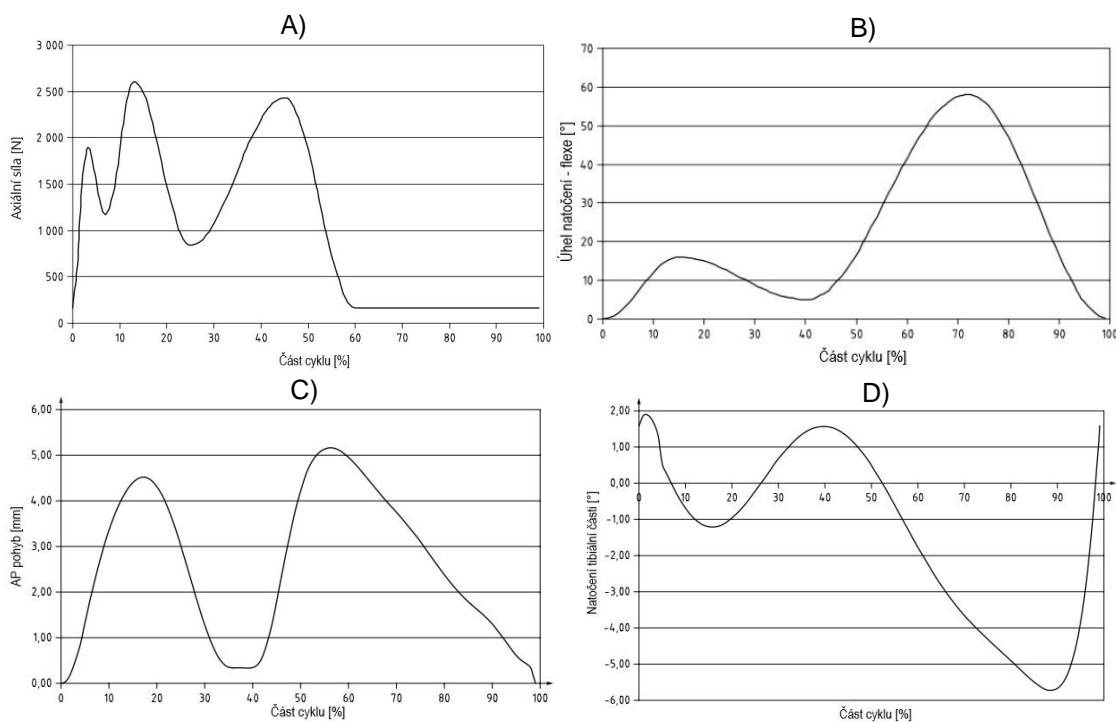 A)
3 000
2 500
2 000
1 500
1 000
500
0
Axiální síla [N]
0 10 20 30 40 50 60 70 80 90 100
Část cyklu [%]
B)
70
60
50
40
30
20
10
0
Úhel natočení - flexe [°]
0 10 20 30 40 50 60 70 80 90 100
Část cyklu [%]
C)
6,00
5,00
4,00
3,00
2,00
1,00
0,00
AP pohyb [mm]
0 10 20 30 40 50 60 70 80 90 100
Část cyklu [%]
D)
2,00
1,00
0,00
-1,00
-2,00
-3,00
-4,00
-5,00
-6,00
Natočení tibiální části [°]
0 10 20 30 40 50 60 70 80 90 100
Část cyklu [%]